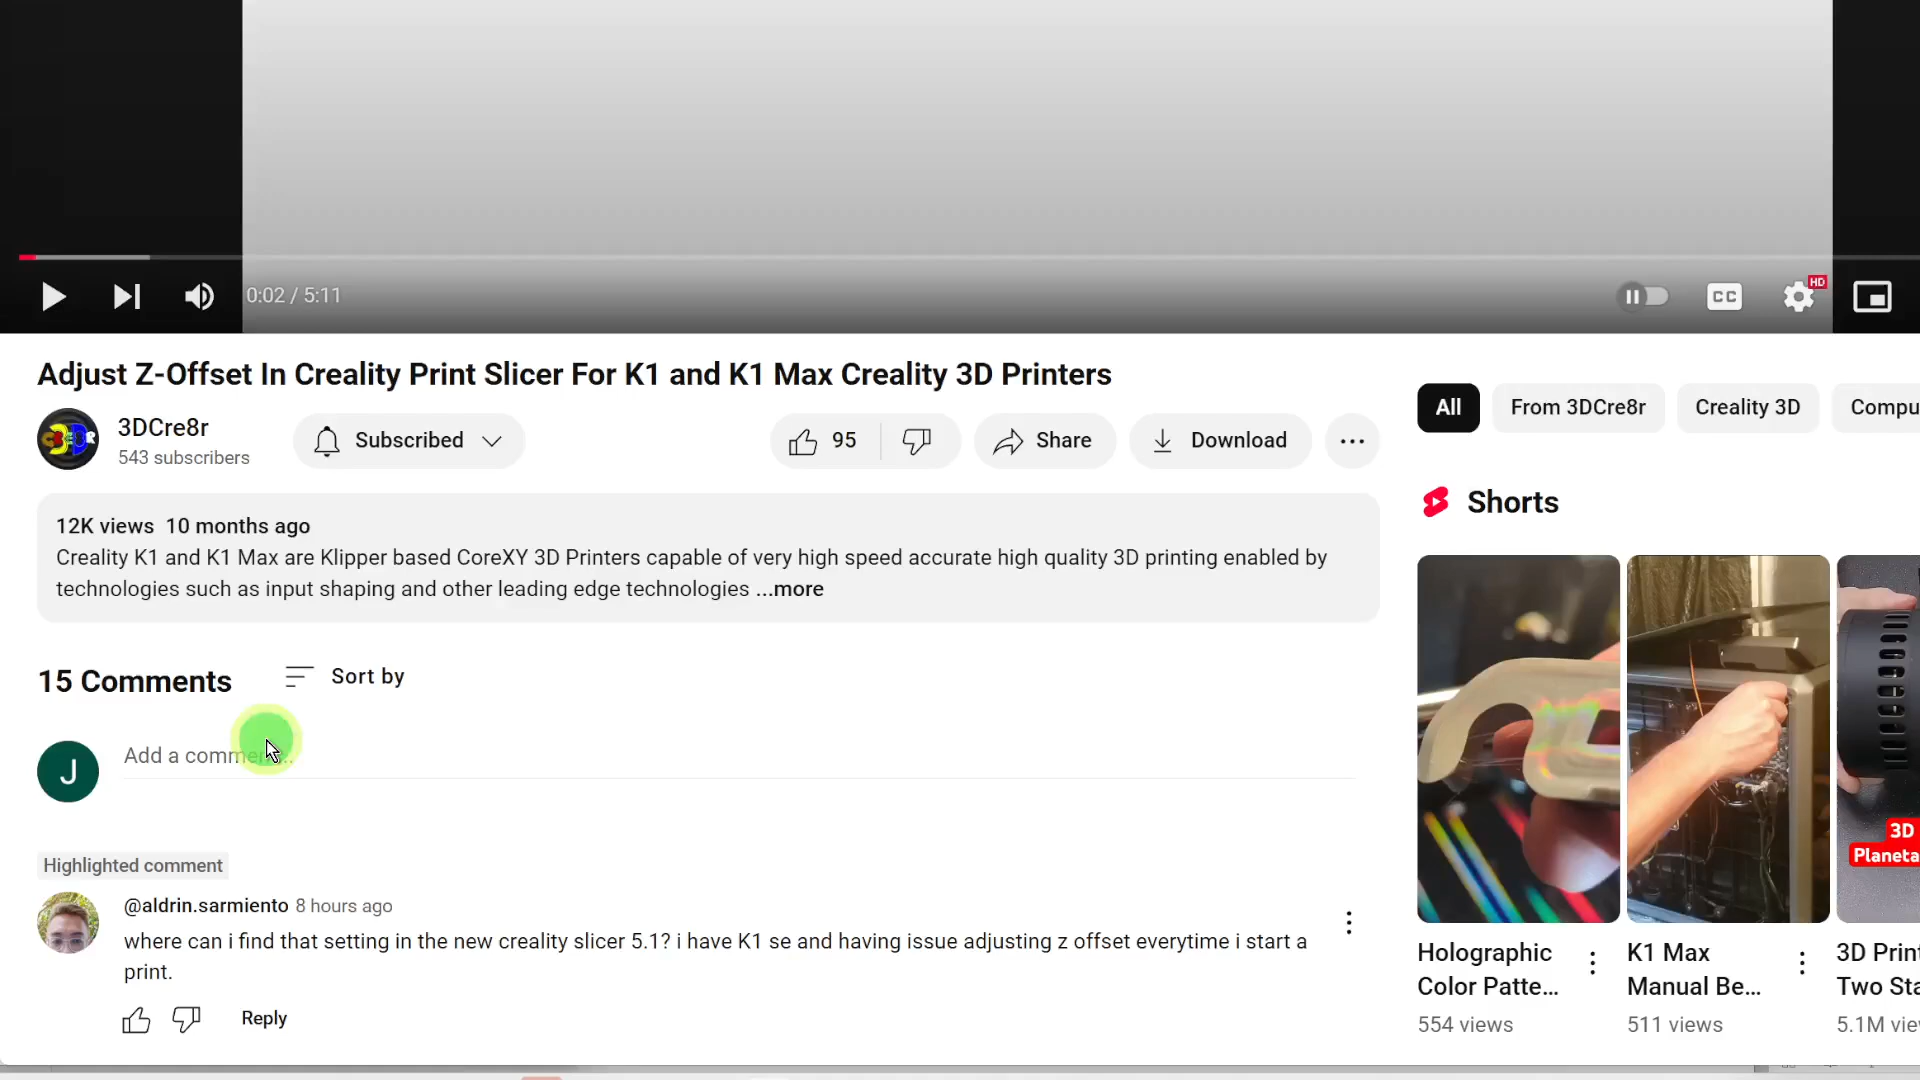 0:02 / 5:11
CC
HD
Adjust Z-Offset In Creality Print Slicer For K1 and K1 Max Creality 3D Printers
3DCre8r
543 subscribers
Subscribed
95
Share
Download
All
From 3DCre8r
Creality 3D
Compu
12K views 10 months ago
Creality K1 and K1 Max are Klipper based CoreXY 3D Printers capable of very high speed accurate high quality 3D printing enabled by
technologies such as input shaping and other leading edge technologies ...more
Shorts
15 Comments
Sort by
J
Add a comment...
Highlighted comment
@aldrin.sarmiento 8 hours ago
where can i find that setting in the new creality slicer 5.1? i have K1 se and having issue adjusting z offset everytime i start a
print.
Reply
Holographic
Color Patte...
554 views
K1 Max
Manual Be...
511 views
3D
Planeta
3D Print
Two Sta
5.1M vie